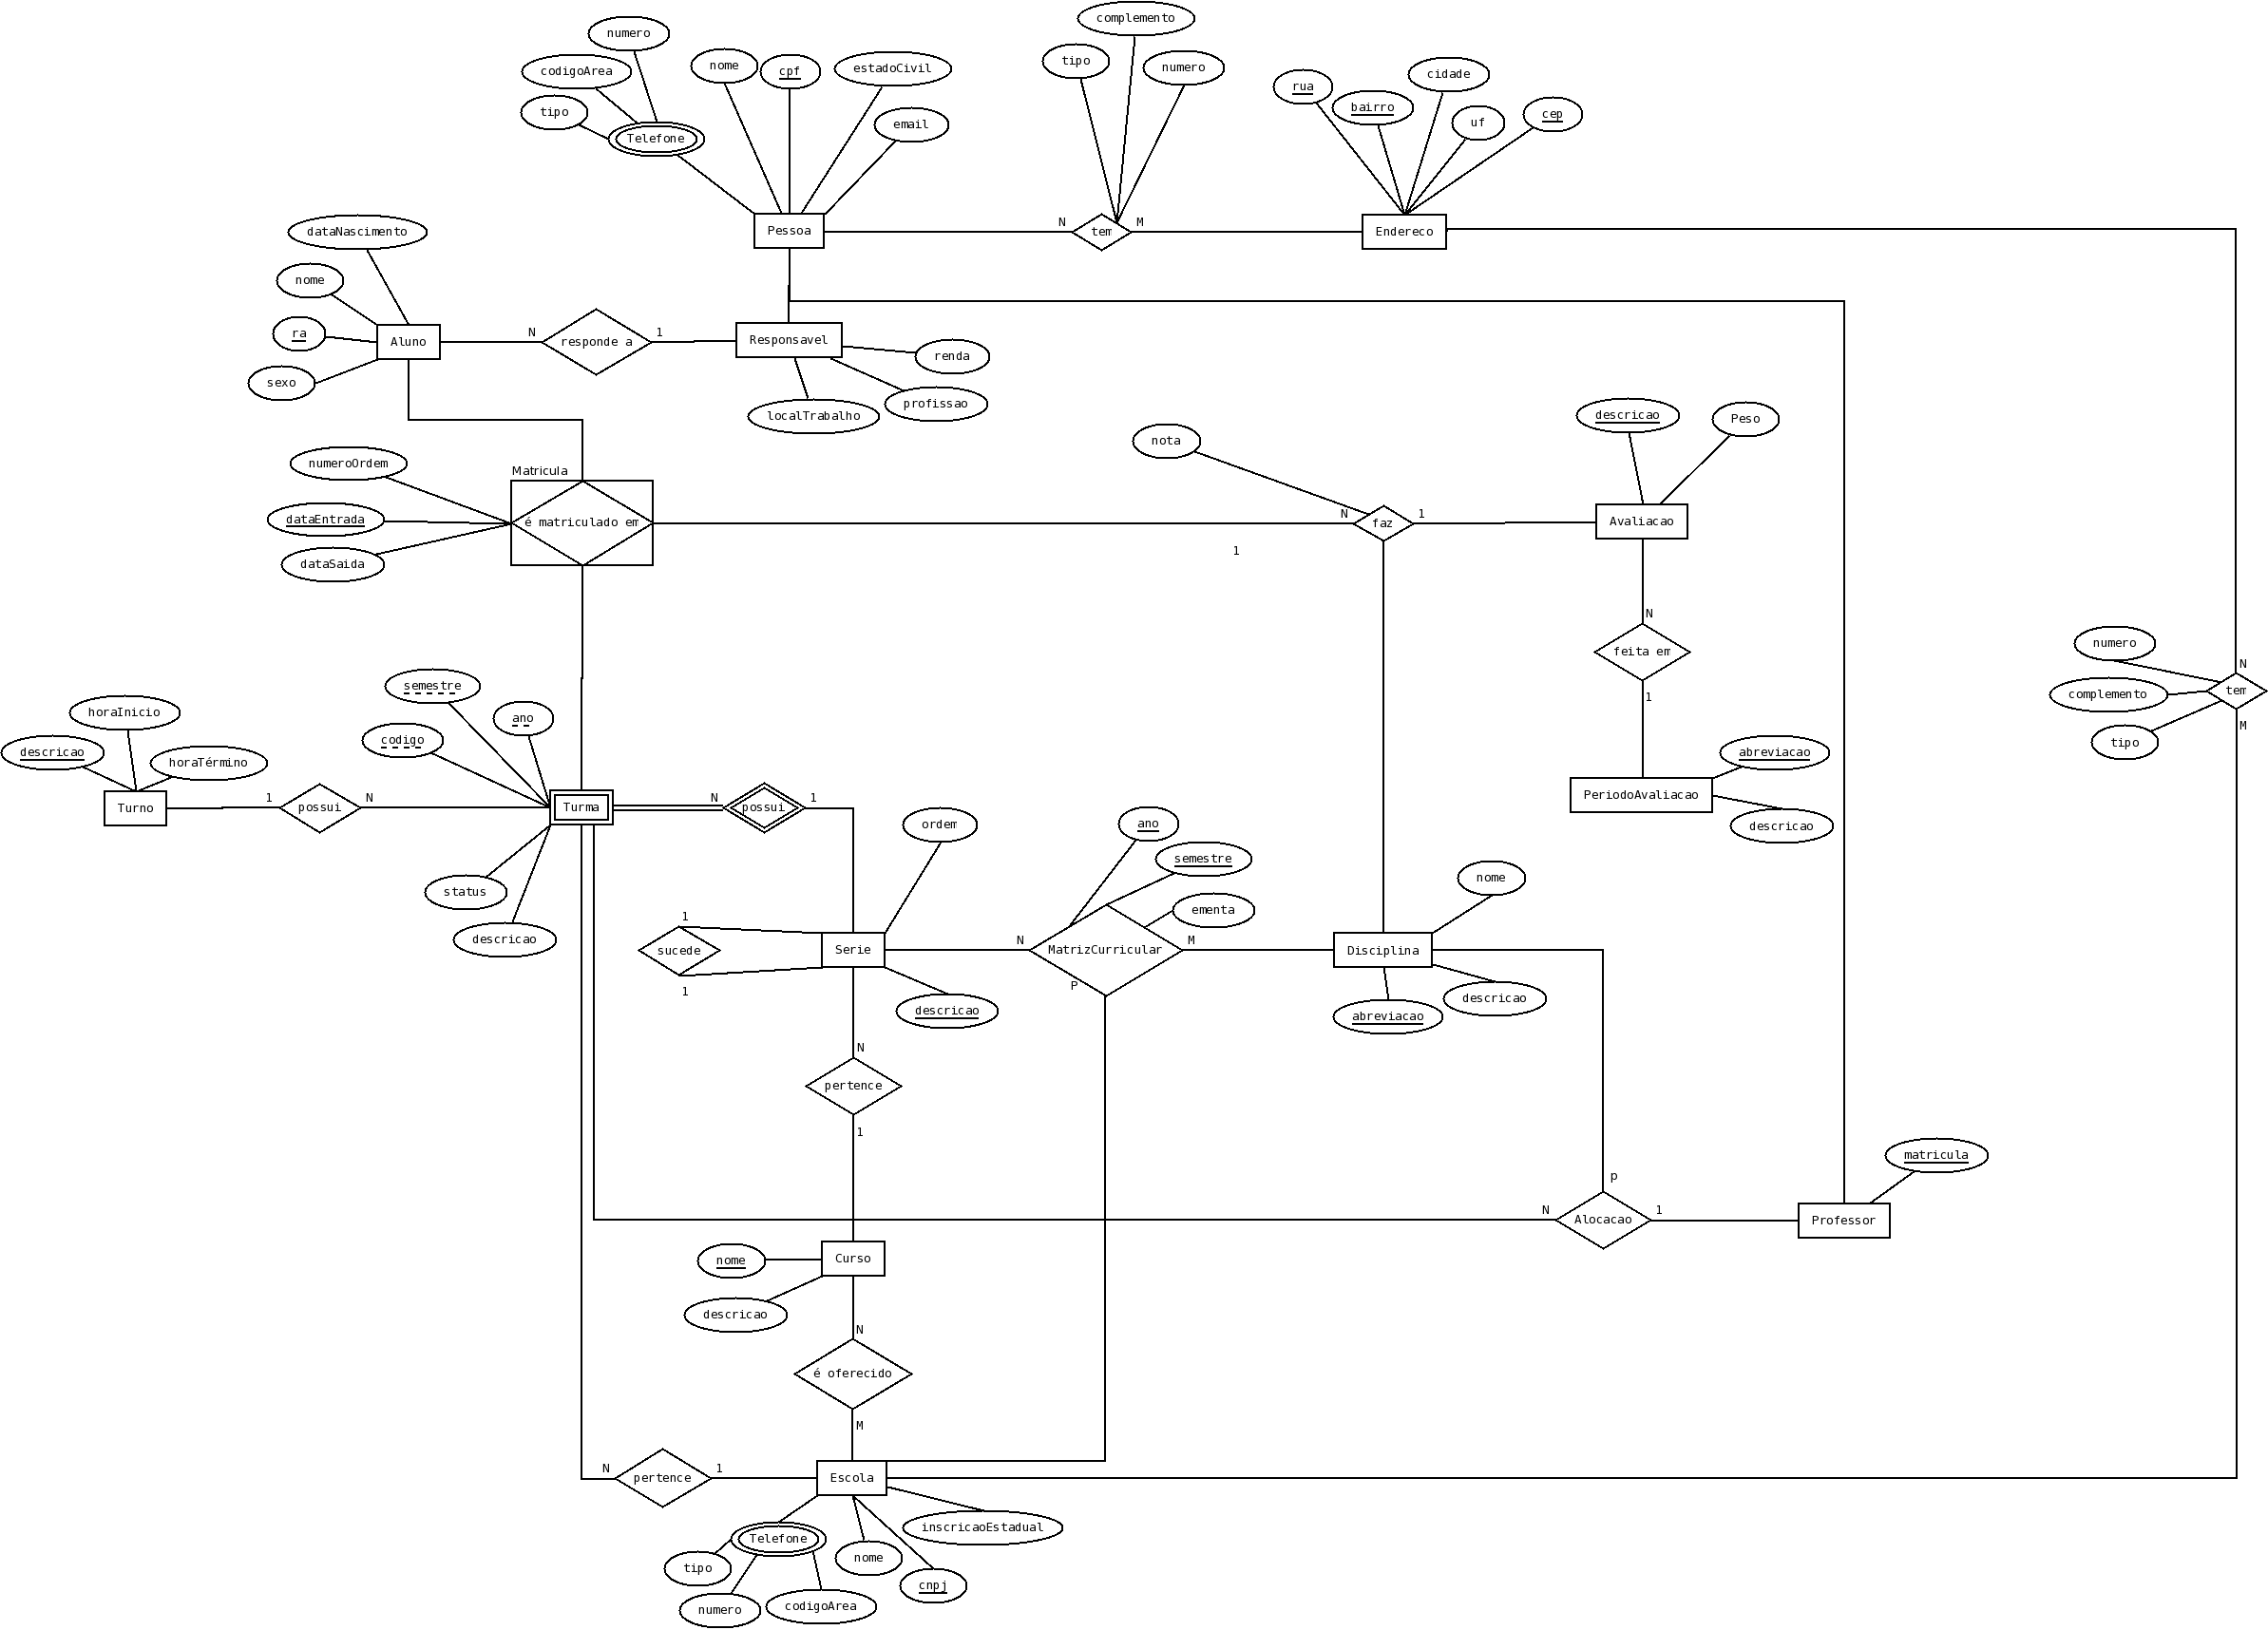 complemento
numero
tipo
numero
nome
cpf
estadoCivil
codigoArea
tipo
Telefone
email
rua
bairro
cidade
uf
cep
dataNascimento
Pessoa
N
tem
M
Endereco
nome
ra
Aluno
N
responde a
1
Responsavel
renda
sexo
localTrabalho
profissao
descricao
Peso
nota
Matricula
numeroOrdem
dataEntrada
é matriculado em
N
faz
1
Avaliacao
1
dataSaida
N
feita em
1
numero
complemento
tipo
N
tem
M
semestre
ano
codigo
horaInicio
descricao
horaTérmino
abreviacao
PeriodoAvaliacao
descricao
Turno
1
possui
N
Turma
N
possui
1
ordem
ano
semestre
ementa
nome
status
descricao
1
sucede
1
Serie
N
MatrizCurricular
M
P
Disciplina
descricao
abreviacao
descricao
N
pertence
1
matricula
p
N
Alocacao
1
Professor
nome
Curso
descricao
N
é oferecido
M
N
pertence
1
Escola
inscricaoEstadual
Telefone
tipo
nome
cnpj
numero
codigoArea